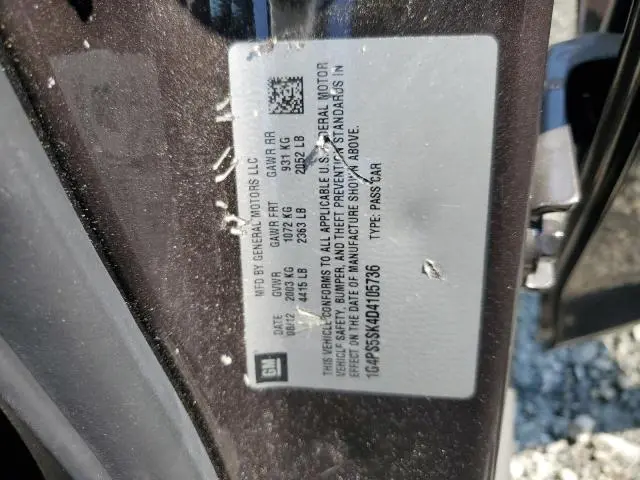 GM
MFD BY GENERAL MOTORS LLC
DATE GVWR GAWR FRT GAWR RR
08/12 2003 KG 1072 KG 931 KG
4415 LB 2363 LB 2052 LB
THIS VEHICLE CONFORMS TO ALL APPLICABLE U.S. FEDERAL MOTOR
VEHICLE SAFETY, BUMPER, AND THEFT PREVENTION STANDARDS IN
EFFECT ON THE DATE OF MANUFACTURE SHOWN ABOVE.
1G4PS5SK4D4105736 TYPE: PASS CAR